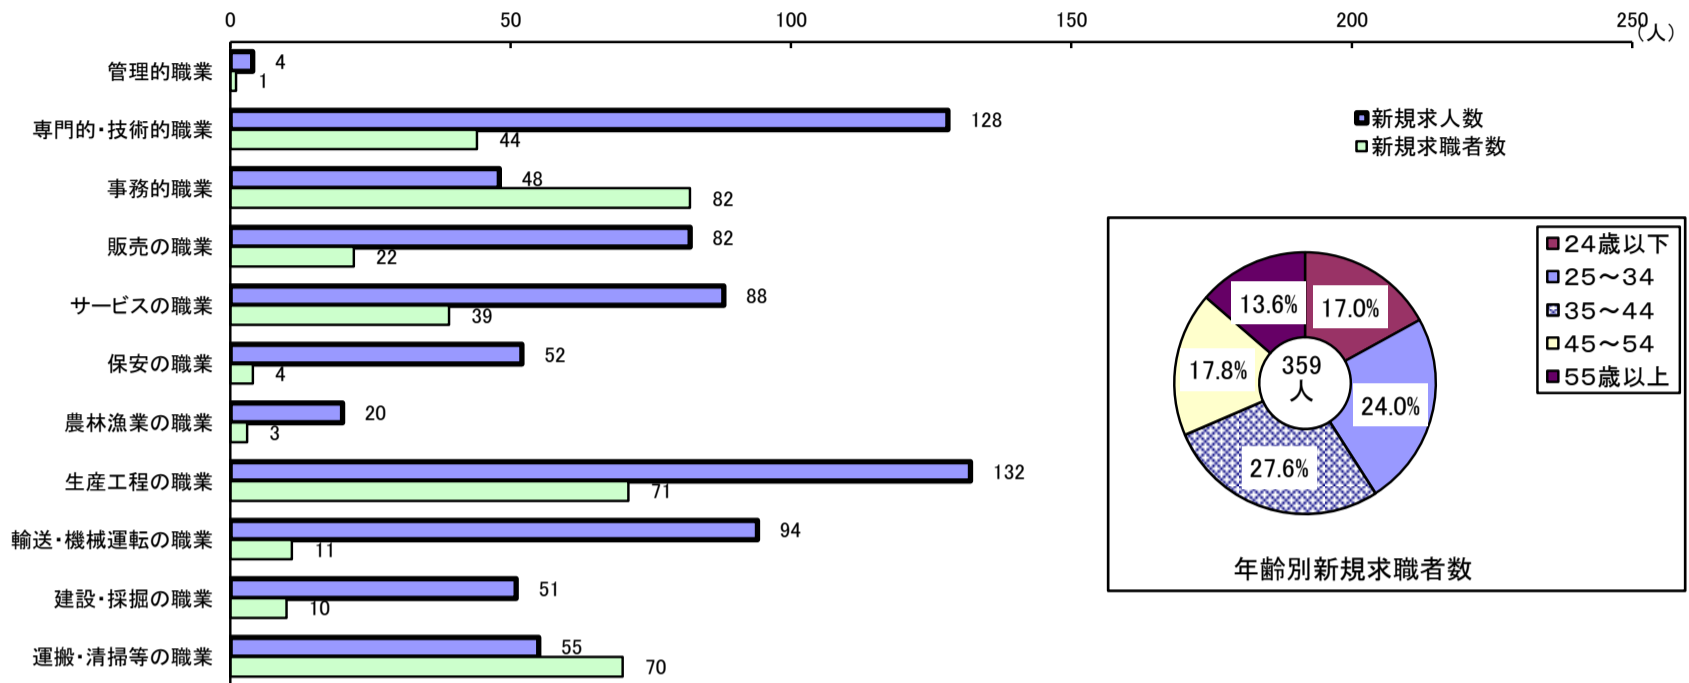 0 50 100 150 200 250
（人）
管理的職業 4
1
専門的・技術的職業 128
44
事務的職業 48
82
販売の職業 82
22
サービスの職業 88
39
保安の職業 52
4
農林漁業の職業 20
3
生産工程の職業 132
71
輸送・機械運転の職業 94
11
建設・採掘の職業 51
10
運搬・清掃等の職業 55
70
新規求人数
新規求職者数
24歳以下
25～34
35～44
45～54
55歳以上
13.6% 17.0%
17.8% 359
人
24.0%
27.6%
年齢別新規求職者数